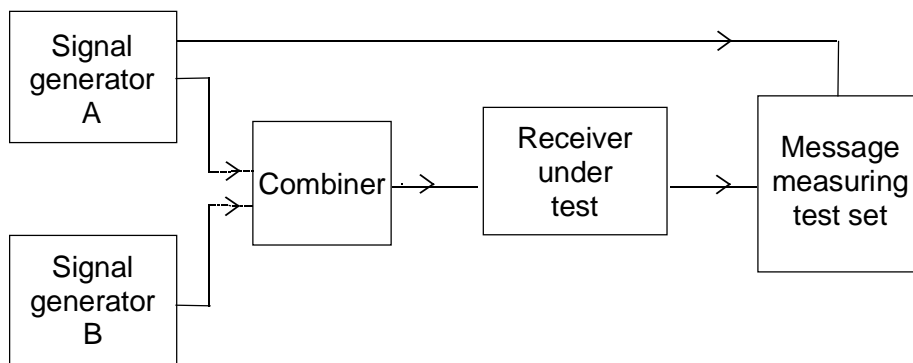 Signal
generator
A
Combiner
Receiver
under
test
Message
measuring
test set
Signal
generator
B